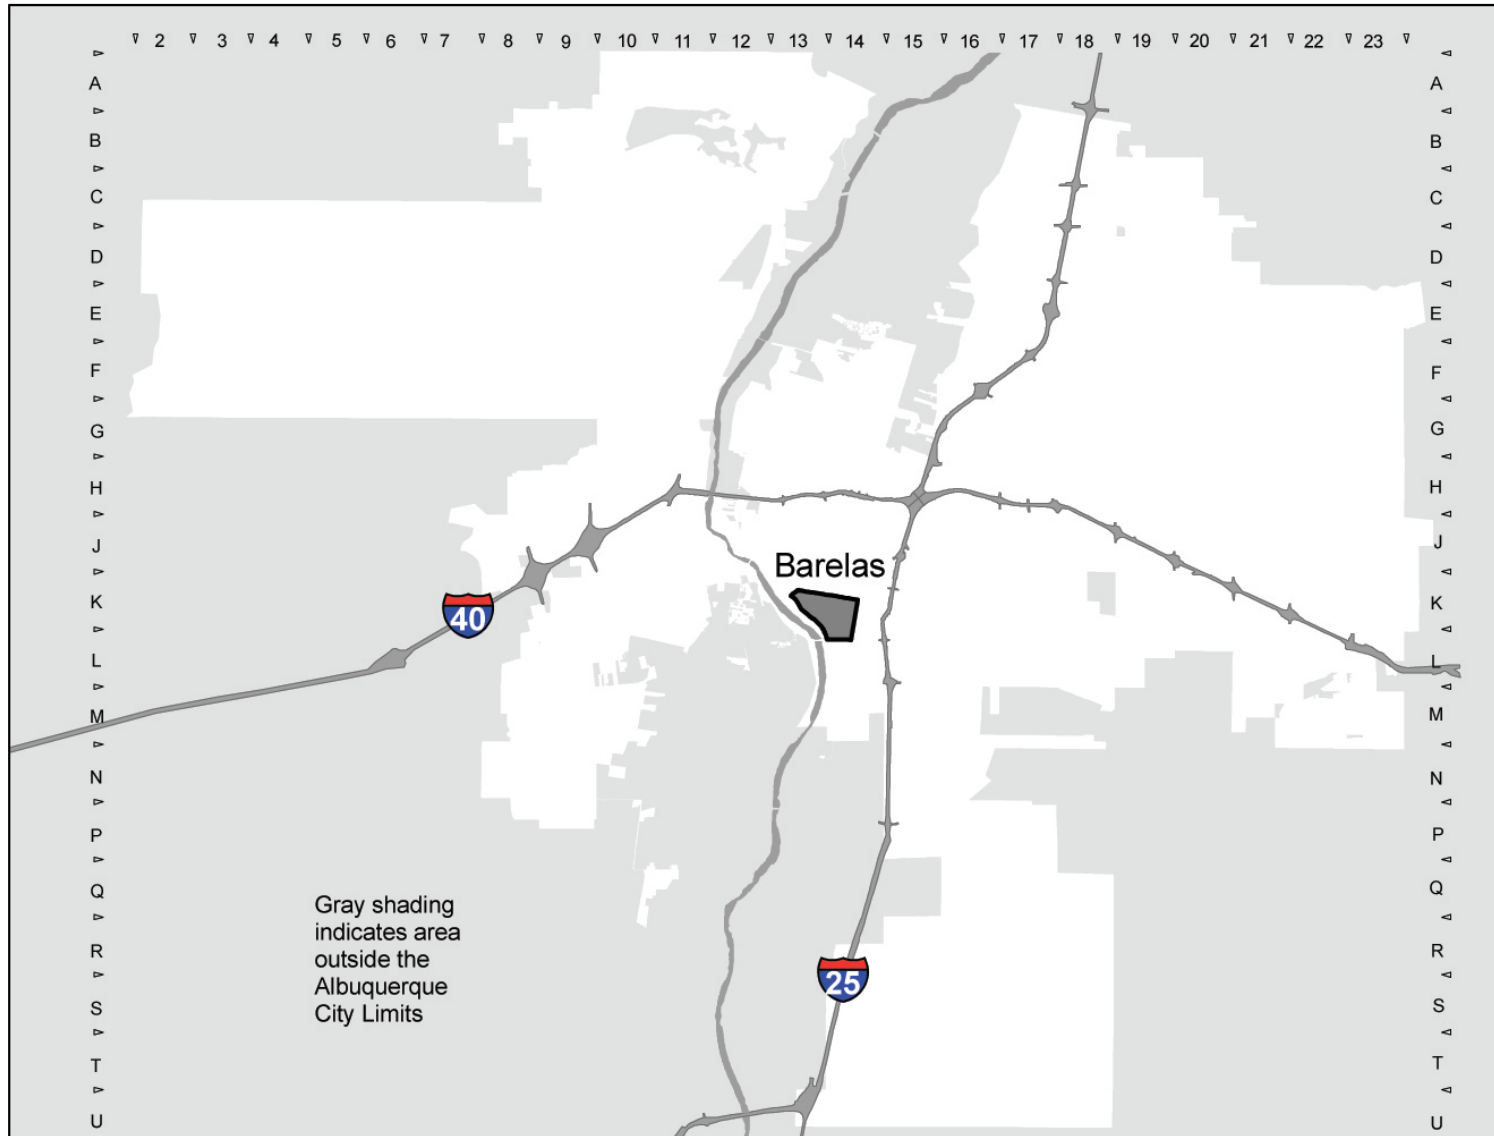 2 3 4 5 6 7 8 9 10 11 12 13 14 15 16 17 18 19 20 21 22 23
A A
B B
C C
D D
E E
F F
G G
H H
J J
Barelas
K K
40
L L
M M
N N
P P
Q Q
Gray shading
indicates area
outside the
Albuquerque
City Limits
R R
25
S S
T T
U U